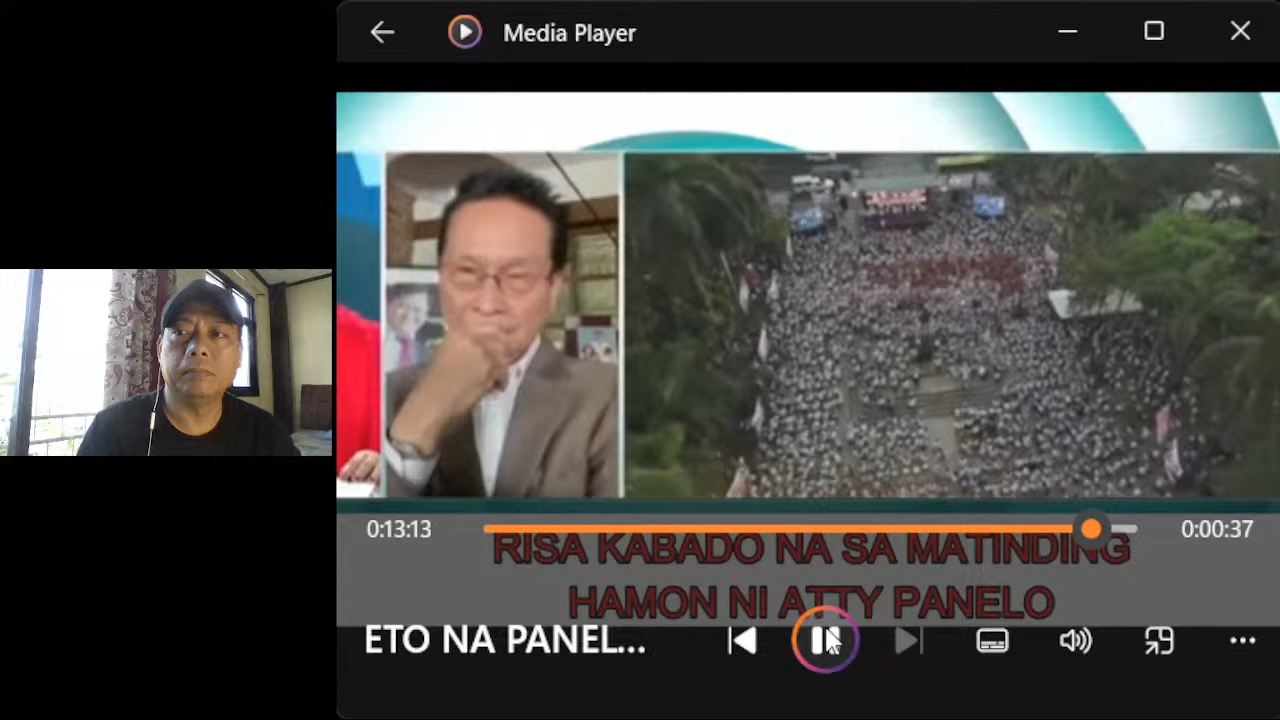 Media Player
0:13:13
0:00:37
RISA KABADO NA SA MATINDING
HAMON NI ATTY PANELO
ETO NA PANEL...